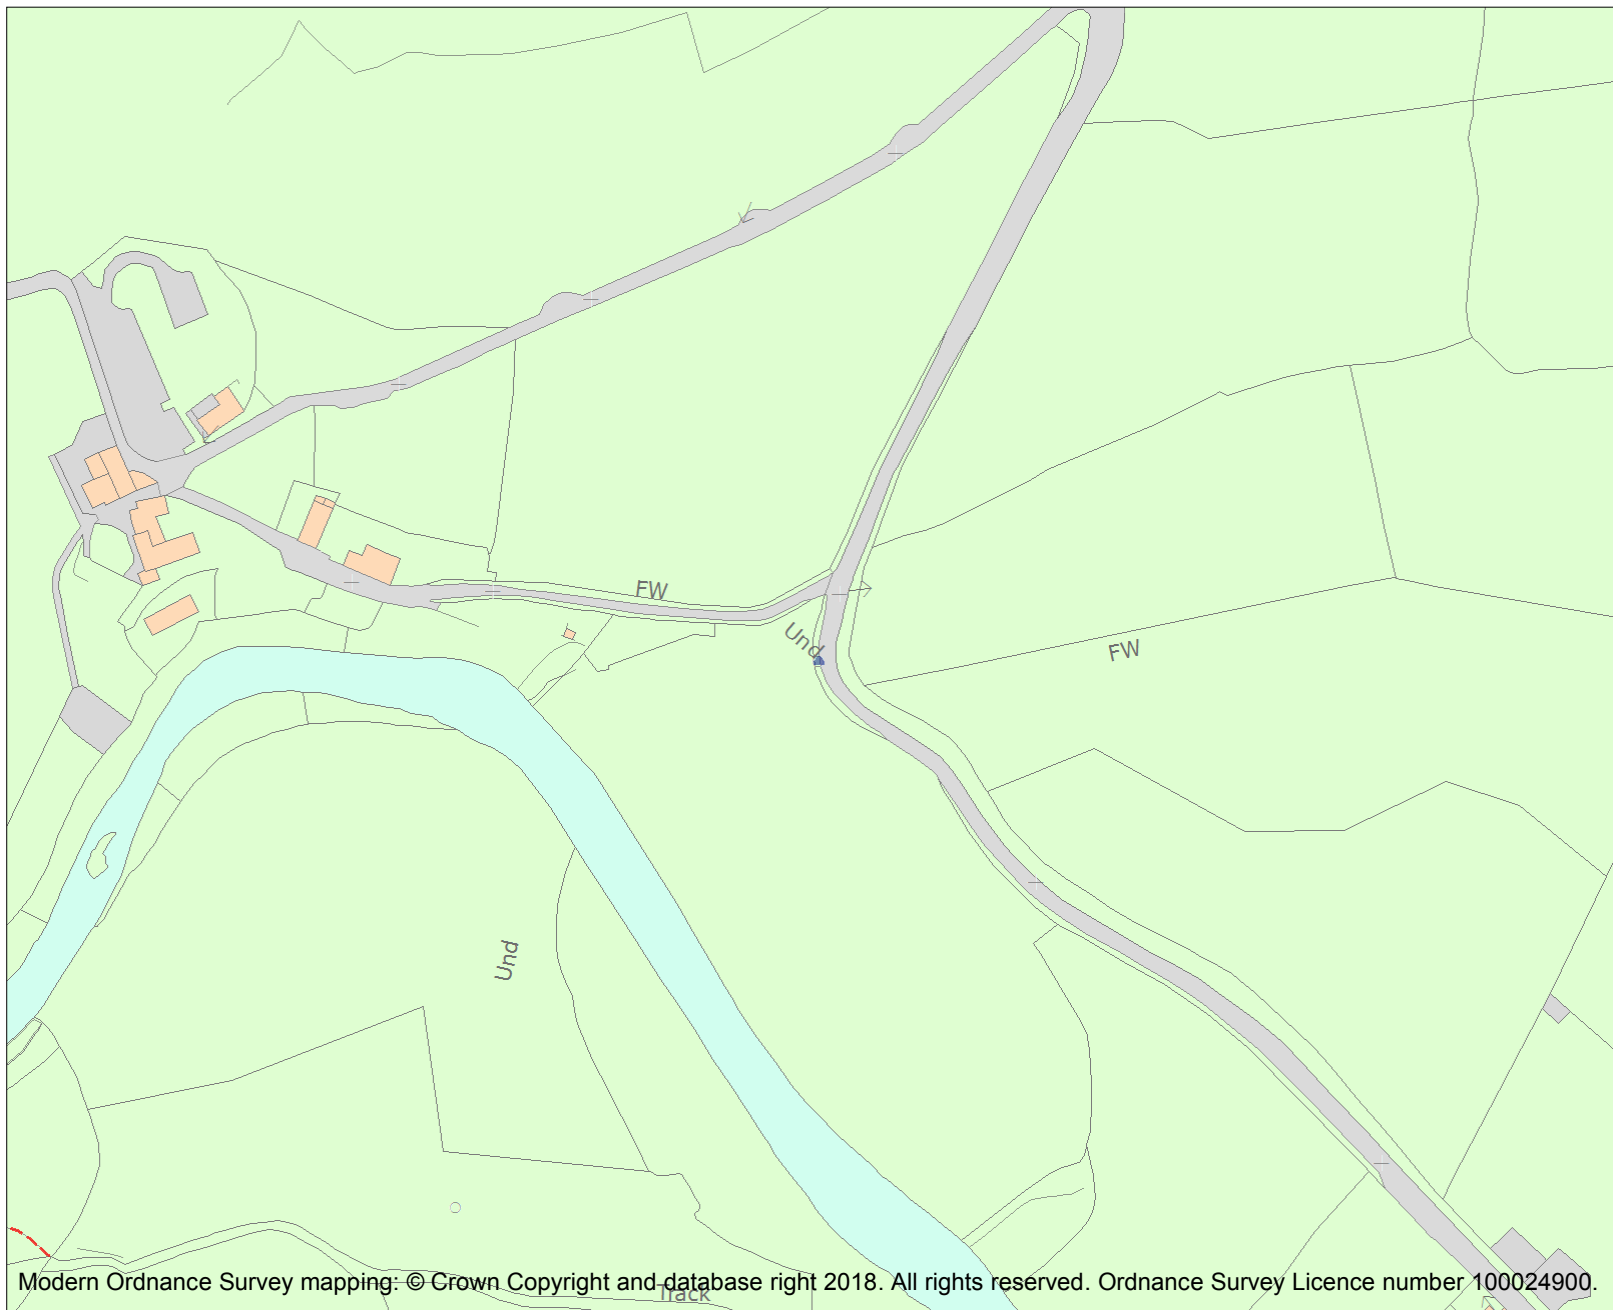 FW
Und
FW
Und
Modern Ordnance Survey mapping: © Crown Copyright and database right 2018. All rights reserved. Ordnance Survey Licence number 100024900.
Track